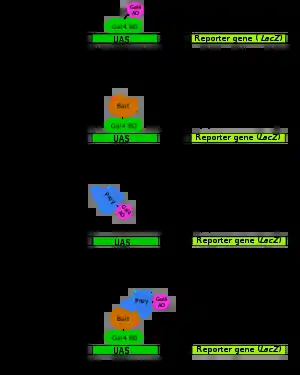 Gal4
AD
Gal4 BD
UAS
Reporter gene (LacZ)
Bait
Gal4 BD
UAS
Reporter gene (LacZ)
Prey
Gal4
AD
UAS
Reporter gene (LacZ)
Prey
Gal4
AD
Bait
Gal4 BD
UAS
Reporter gene (LacZ)